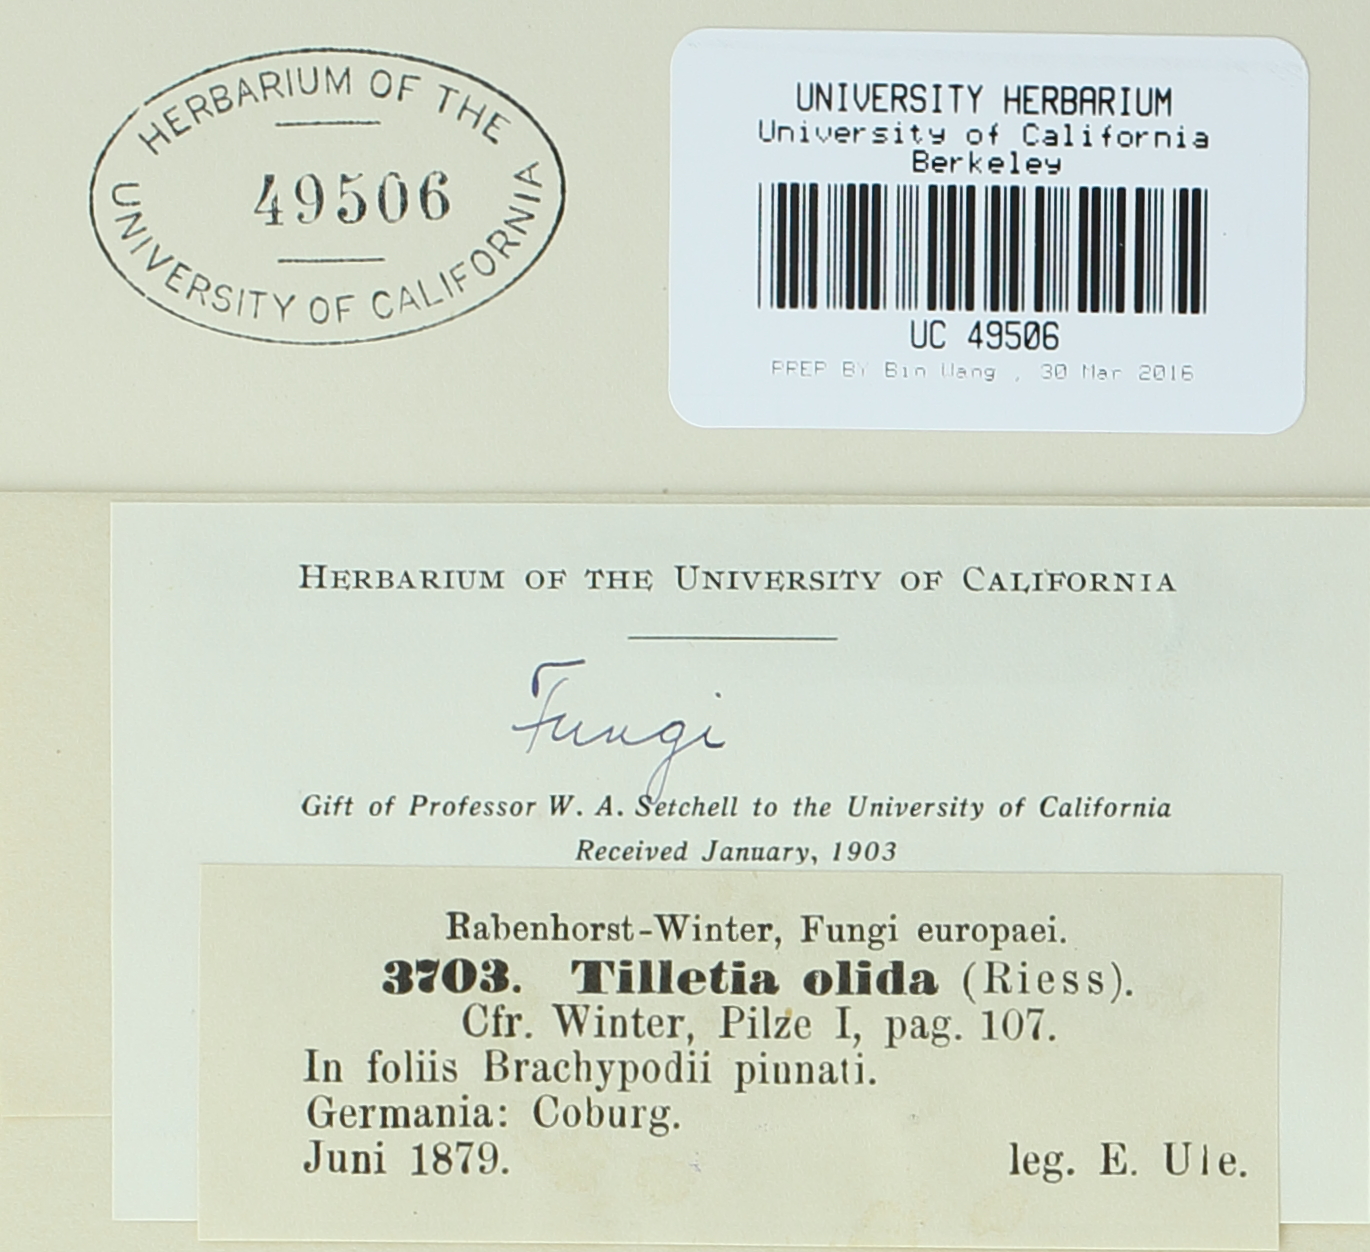 HERBARIUM OF THE
49506
UNIVERSITY OF CALIFORNIA
UNIVERSITY HERBARIUM
University of California
Berkeley
UC 49506
PREP BY Bin Wang , 30 Mar 2016
HERBARIUM OF THE UNIVERSITY OF CALIFORNIA
Fungi
Gift of Professor W. A. Setchell to the University of California
Received January, 1903
Rabenhorst-Winter, Fungi europaei.
3703. Tilletia olida (Riess).
Cfr. Winter, Pilze I, pag. 107.
In foliis Brachypodii pinnati.
Germania: Coburg.
Juni 1879. leg. E. Ule.